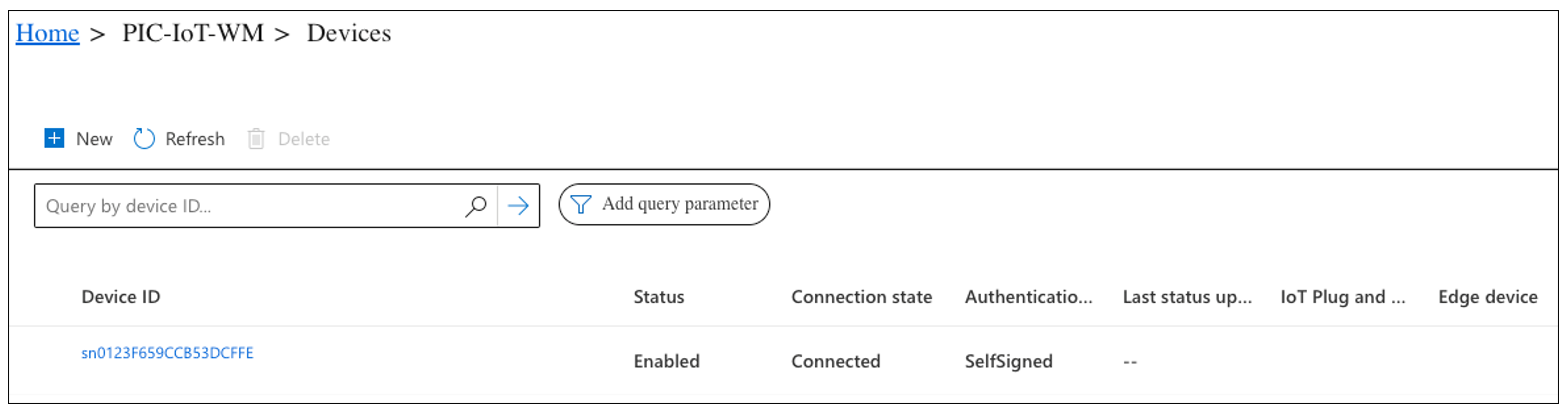 Home > PIC-IoT-WM > Devices
New Refresh Delete
Query by device ID... Add query parameter
Device ID Status Connection state Authenticatio... Last status up... IoT Plug and ... Edge device
sn0123F659CCB53DCFFE Enabled Connected SelfSigned --